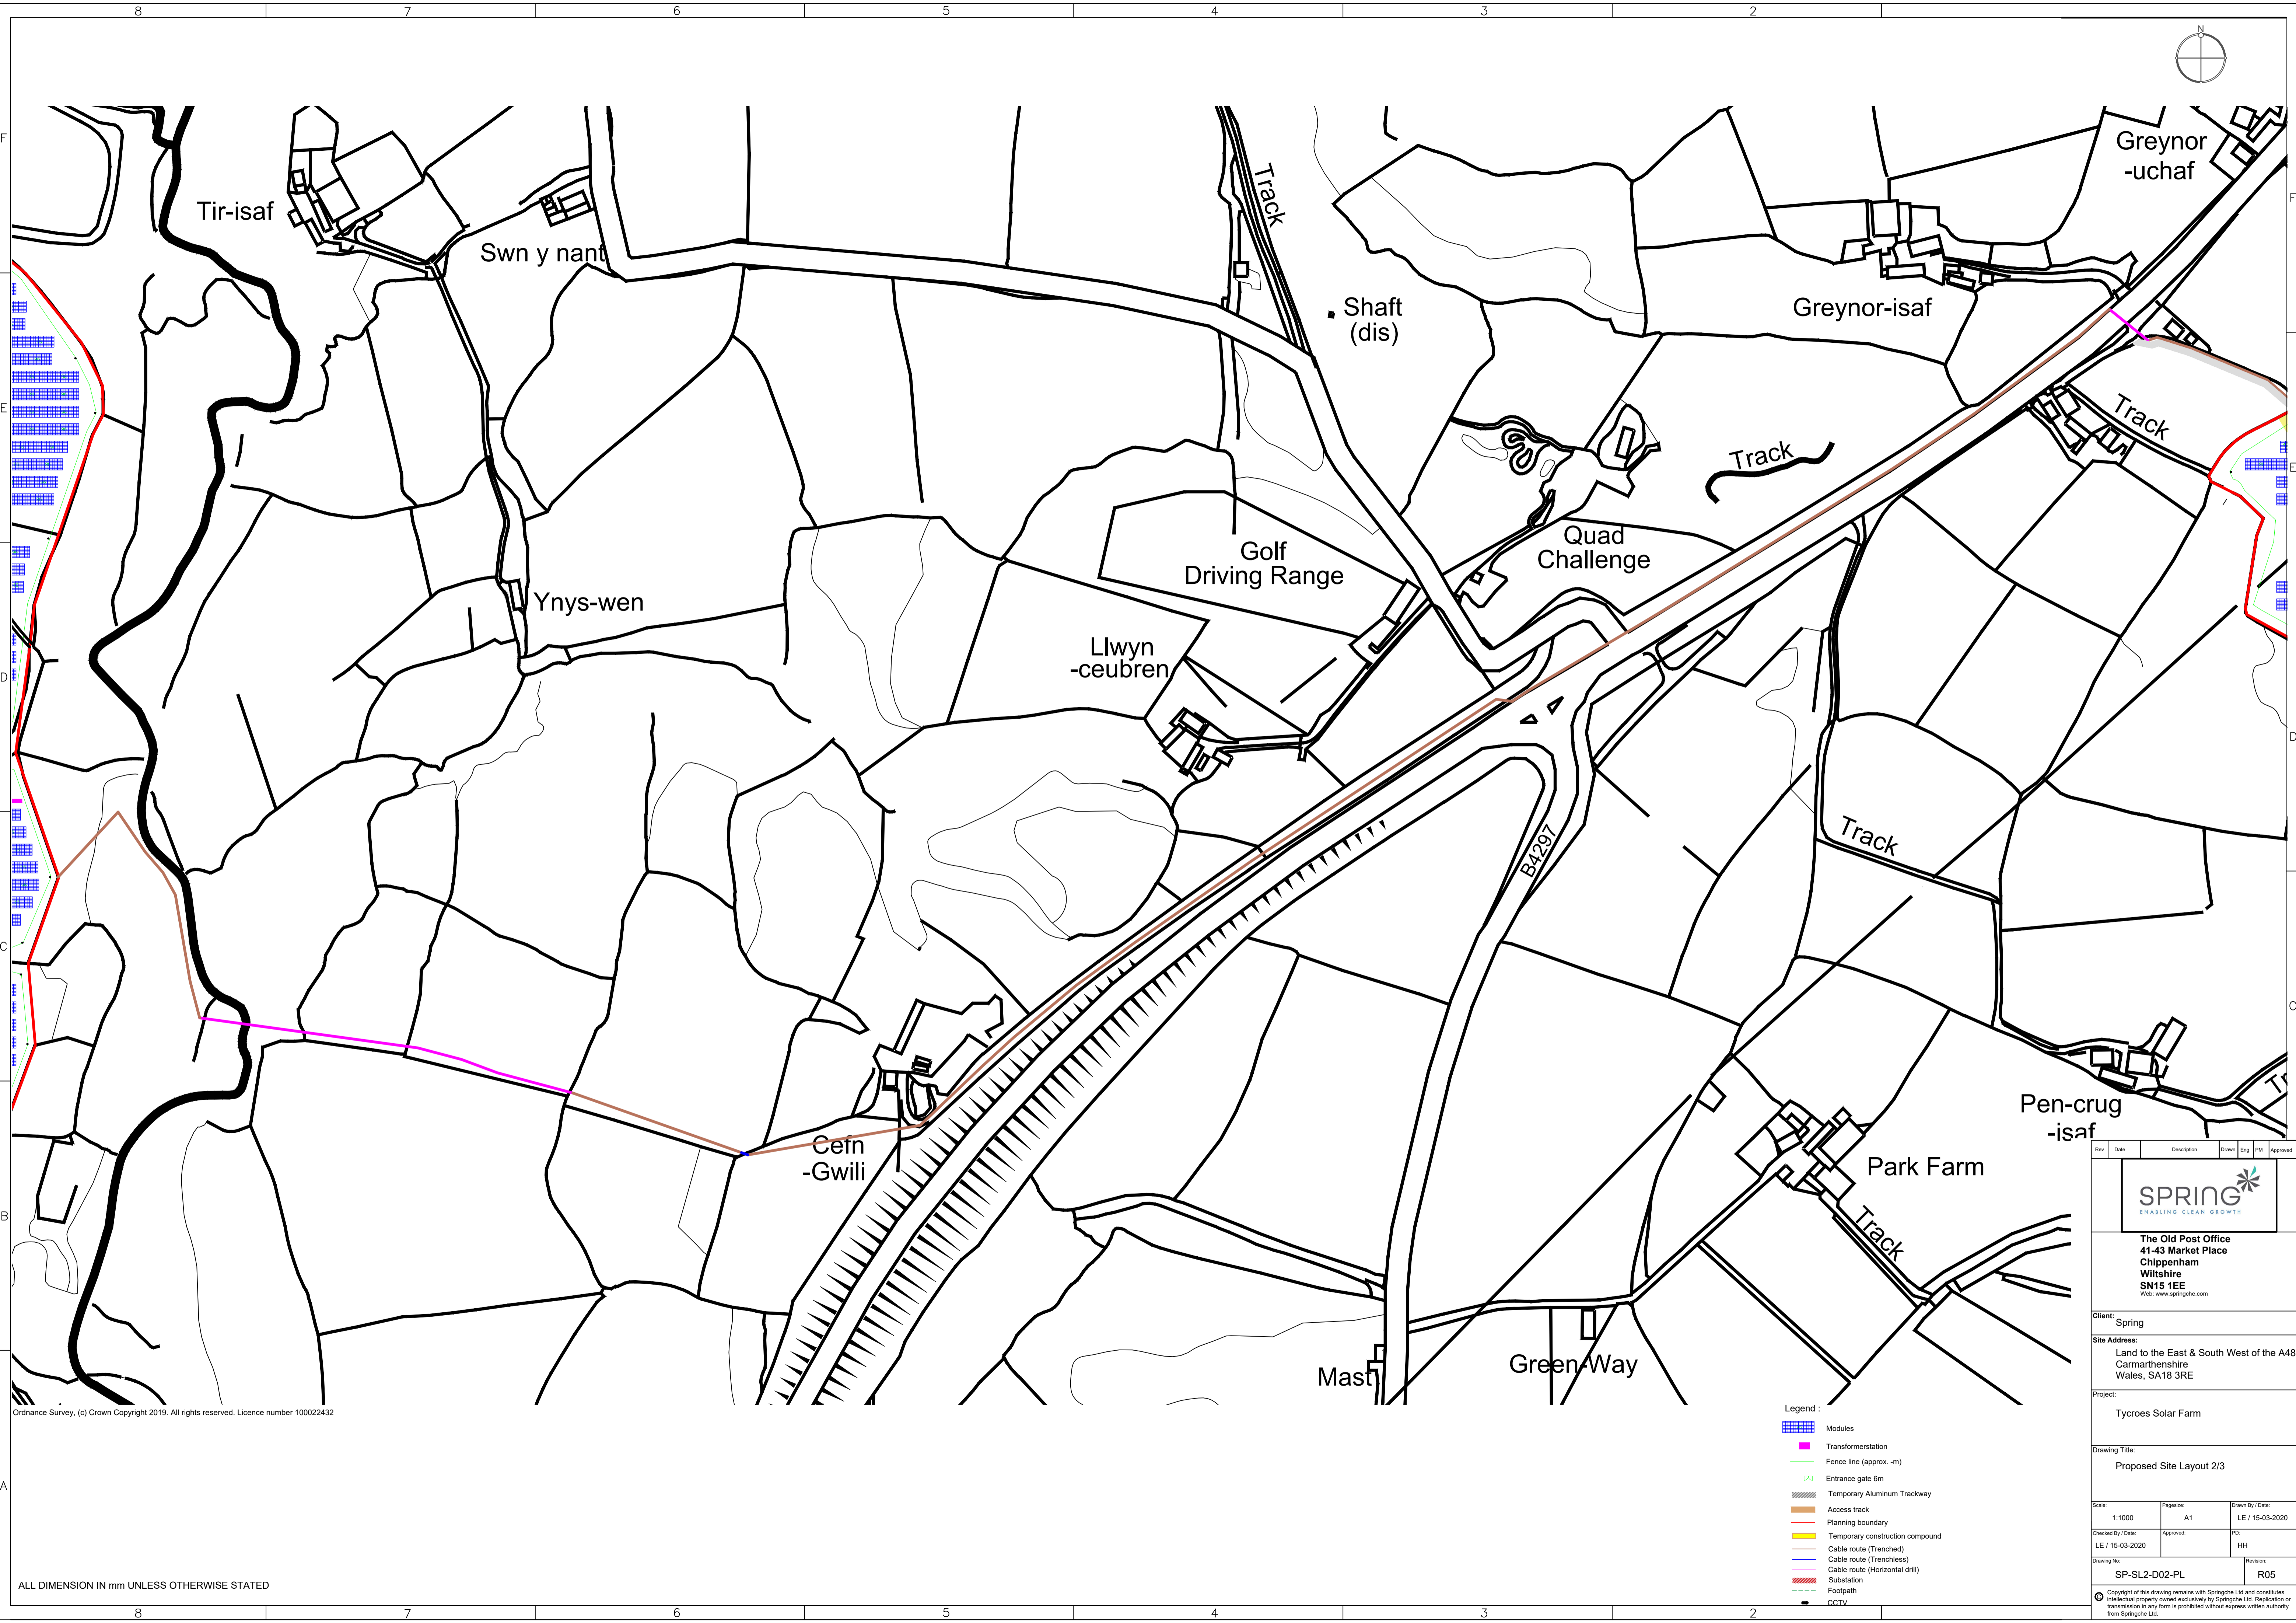 8 7 6 5 4 3 2
N
F
F
Greynor
-uchaf
Track
Tir-isaf
Swn y nant
Shaft
(dis)
Greynor-isaf
E
E
Track
Track
Golf
Driving Range
Quad
Challenge
Ynys-wen
Llwyn
-ceubren
D
D
B4297
Track
C
C
Cefn
-Gwili
Pen-crug
-isaf
Tr
Park Farm
Track
B
Mast
Green-Way
A
Ordnance Survey, (c) Crown Copyright 2019. All rights reserved. Licence number 100022432
ALL DIMENSION IN mm UNLESS OTHERWISE STATED
Legend :
Modules
Transformerstation
Fence line (approx. -m)
Entrance gate 6m
Temporary Aluminum Trackway
Access track
Planning boundary
Temporary construction compound
Cable route (Trenched)
Cable route (Trenchless)
Cable route (Horizontal drill)
Substation
Footpath
CCTV
Rev Date Description Drawn Eng PM Approved
SPRING
ENABLING CLEAN GROWTH
The Old Post Office
41-43 Market Place
Chippenham
Wiltshire
SN15 1EE
Web: www.springche.com
Client:
Spring
Site Address:
Land to the East & South West of the A48
Carmarthenshire
Wales, SA18 3RE
Project:
Tycroes Solar Farm
Drawing Title:
Proposed Site Layout 2/3
Scale: Pagesize: Drawn By / Date:
1:1000 A1 LE / 15-03-2020
Checked By / Date: Approved: PD:
LE / 15-03-2020 HH
Drawing No: Revision:
SP-SL2-D02-PL R05
© Copyright of this drawing remains with Springche Ltd and constitutes
intellectual property owned exclusively by Springche Ltd. Replication or
transmission in any form is prohibited without express written authority
from Springche Ltd.
8 7 6 5 4 3 2